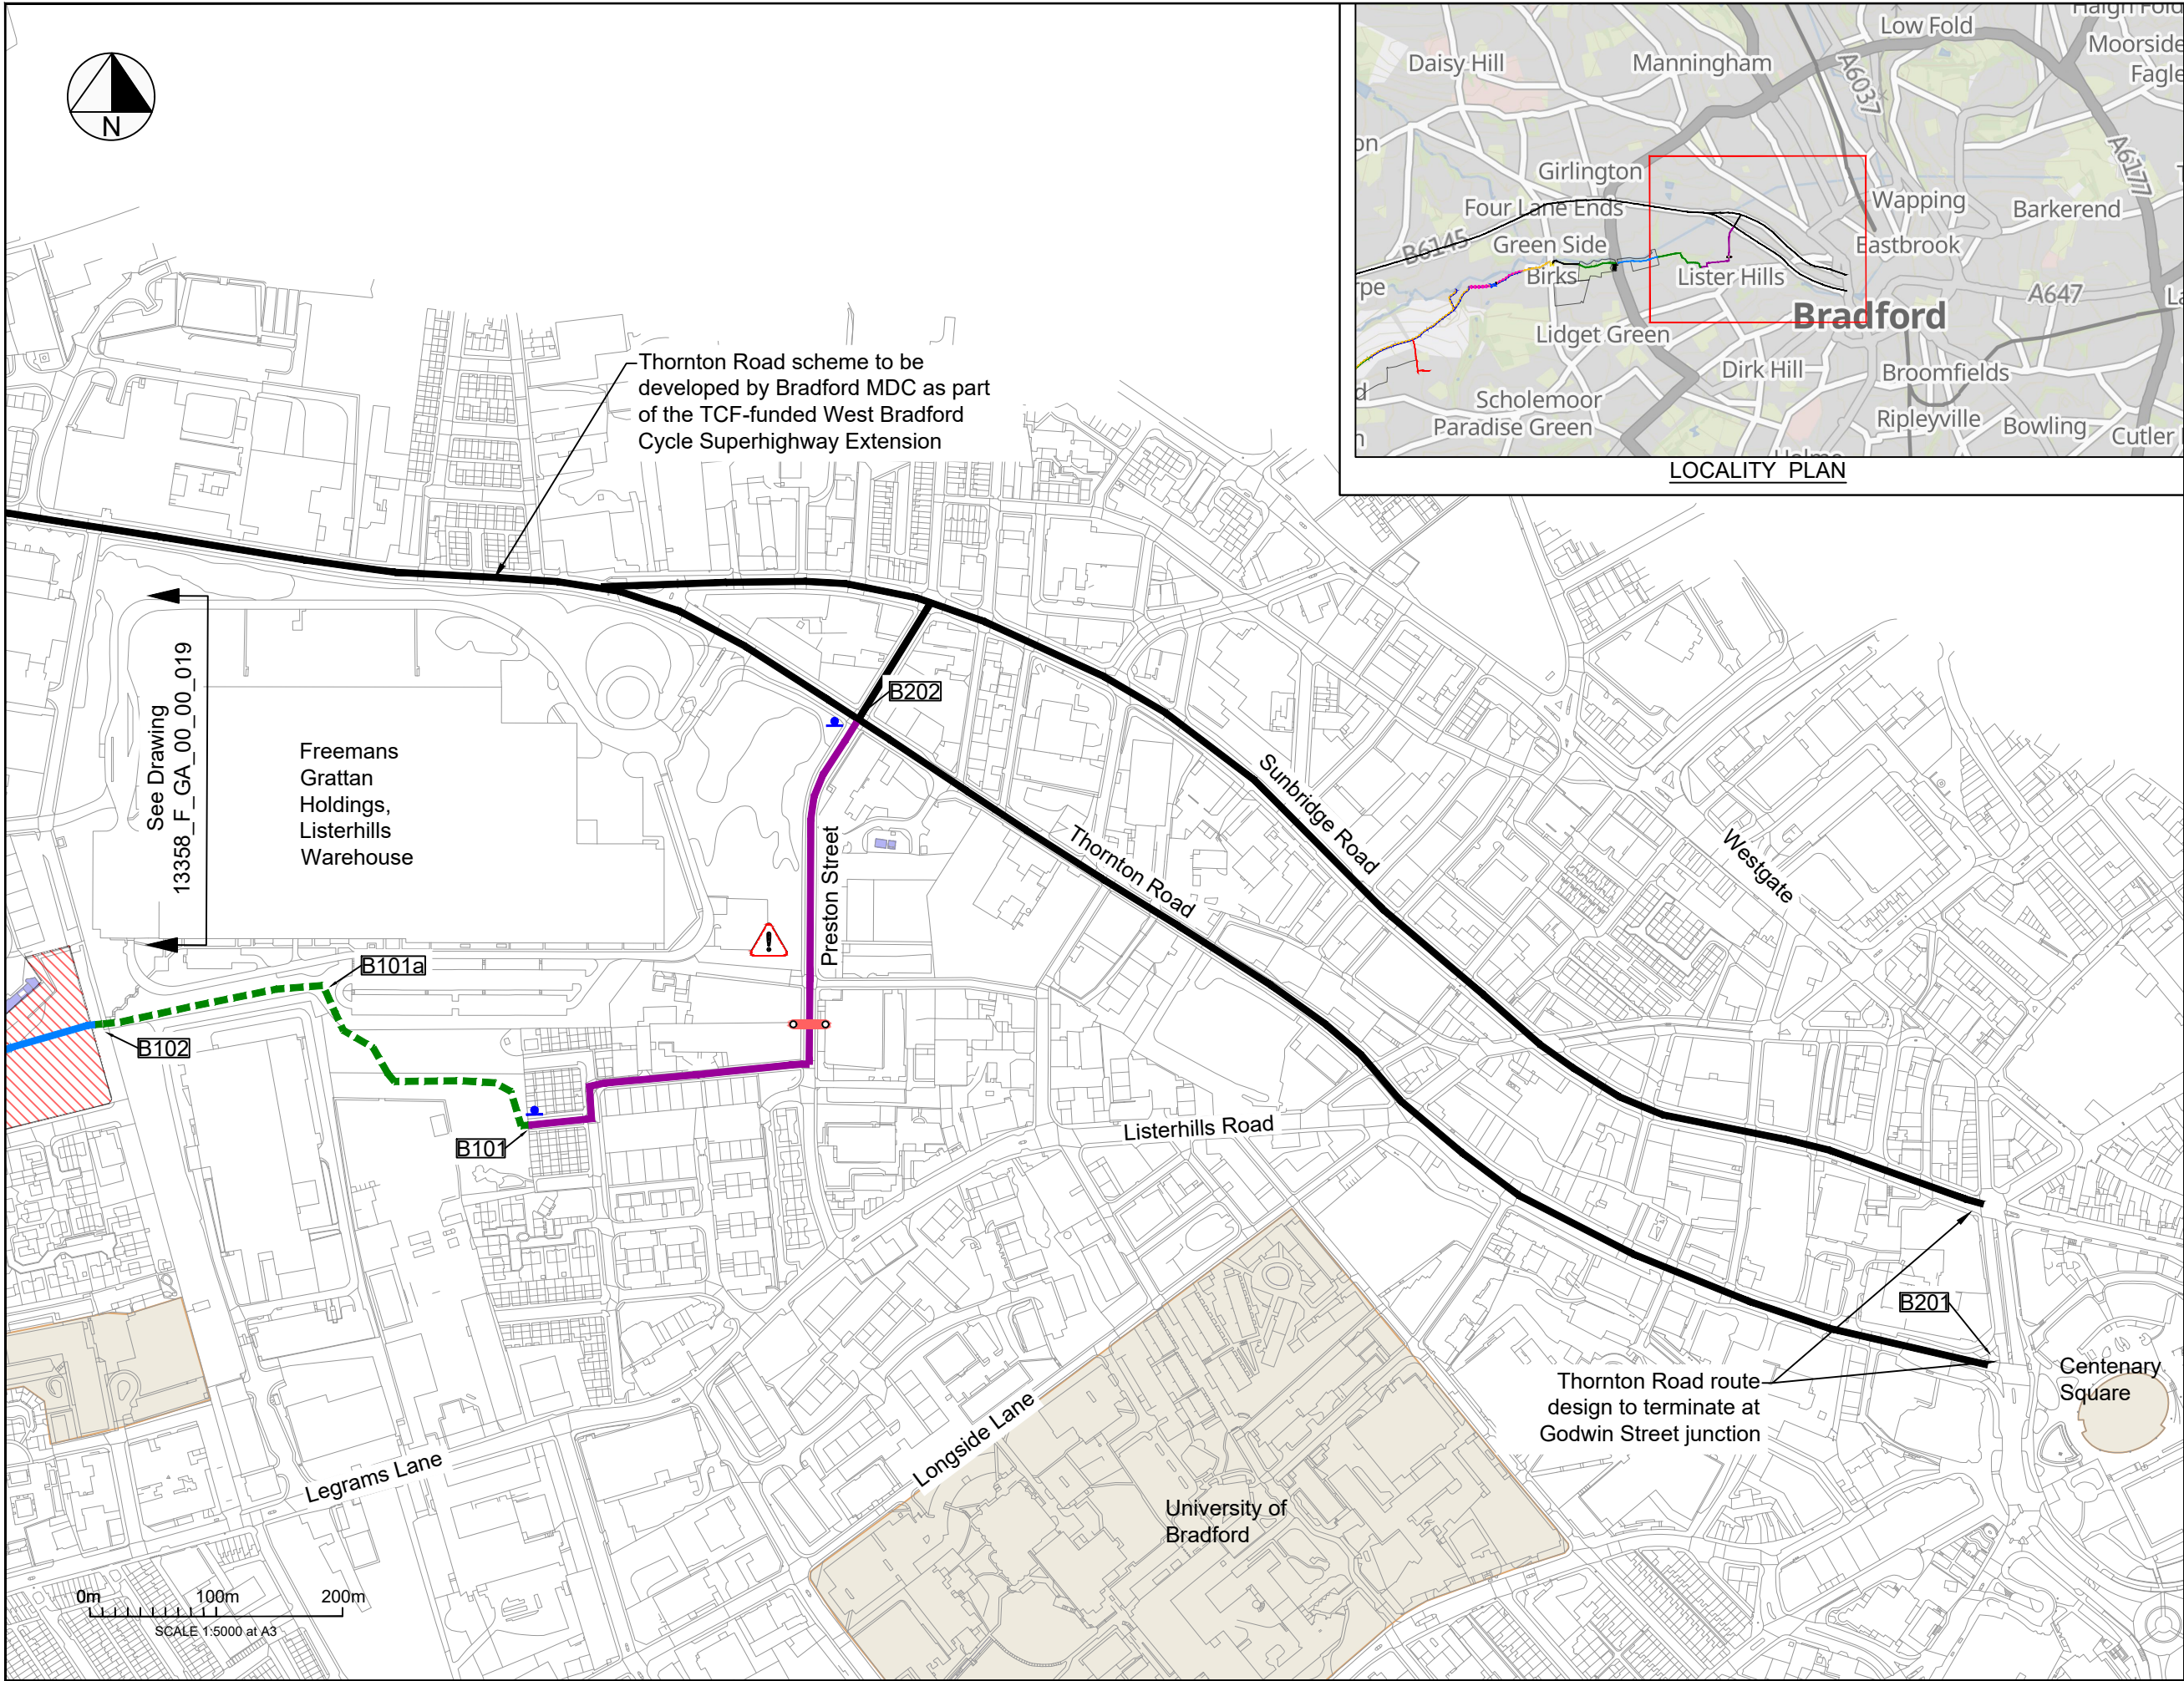 N
Thornton Road scheme to be
developed by Bradford MDC as part
of the TCF-funded West Bradford
Cycle Superhighway Extension
Low Fold
Moorside
Fagle
Daisy Hill
Manningham
A6037
A6177
on
Girlington
Four Lane Ends
Wapping
Barkerend
B6145
Green Side
Eastbrook
Birks
Lister Hills
rpe
A647
Bradford
Lidget Green
Dirk Hill
Broomfields
d
Scholemoor
Paradise Green
Ripleyville
Bowling
Cutler
LOCALITY PLAN
See Drawing
13358_F_GA_00_00_019
Freemans
Grattan
Holdings,
Listerhills
Warehouse
B202
Preston Street
Sunbridge Road
Thornton Road
Westgate
!
B101a
B102
B101
Listerhills Road
B201
Thornton Road route
design to terminate at
Godwin Street junction
Centenary
Square
Longside Lane
Legrams Lane
University of
Bradford
0m 100m 200m
SCALE 1:5000 at A3